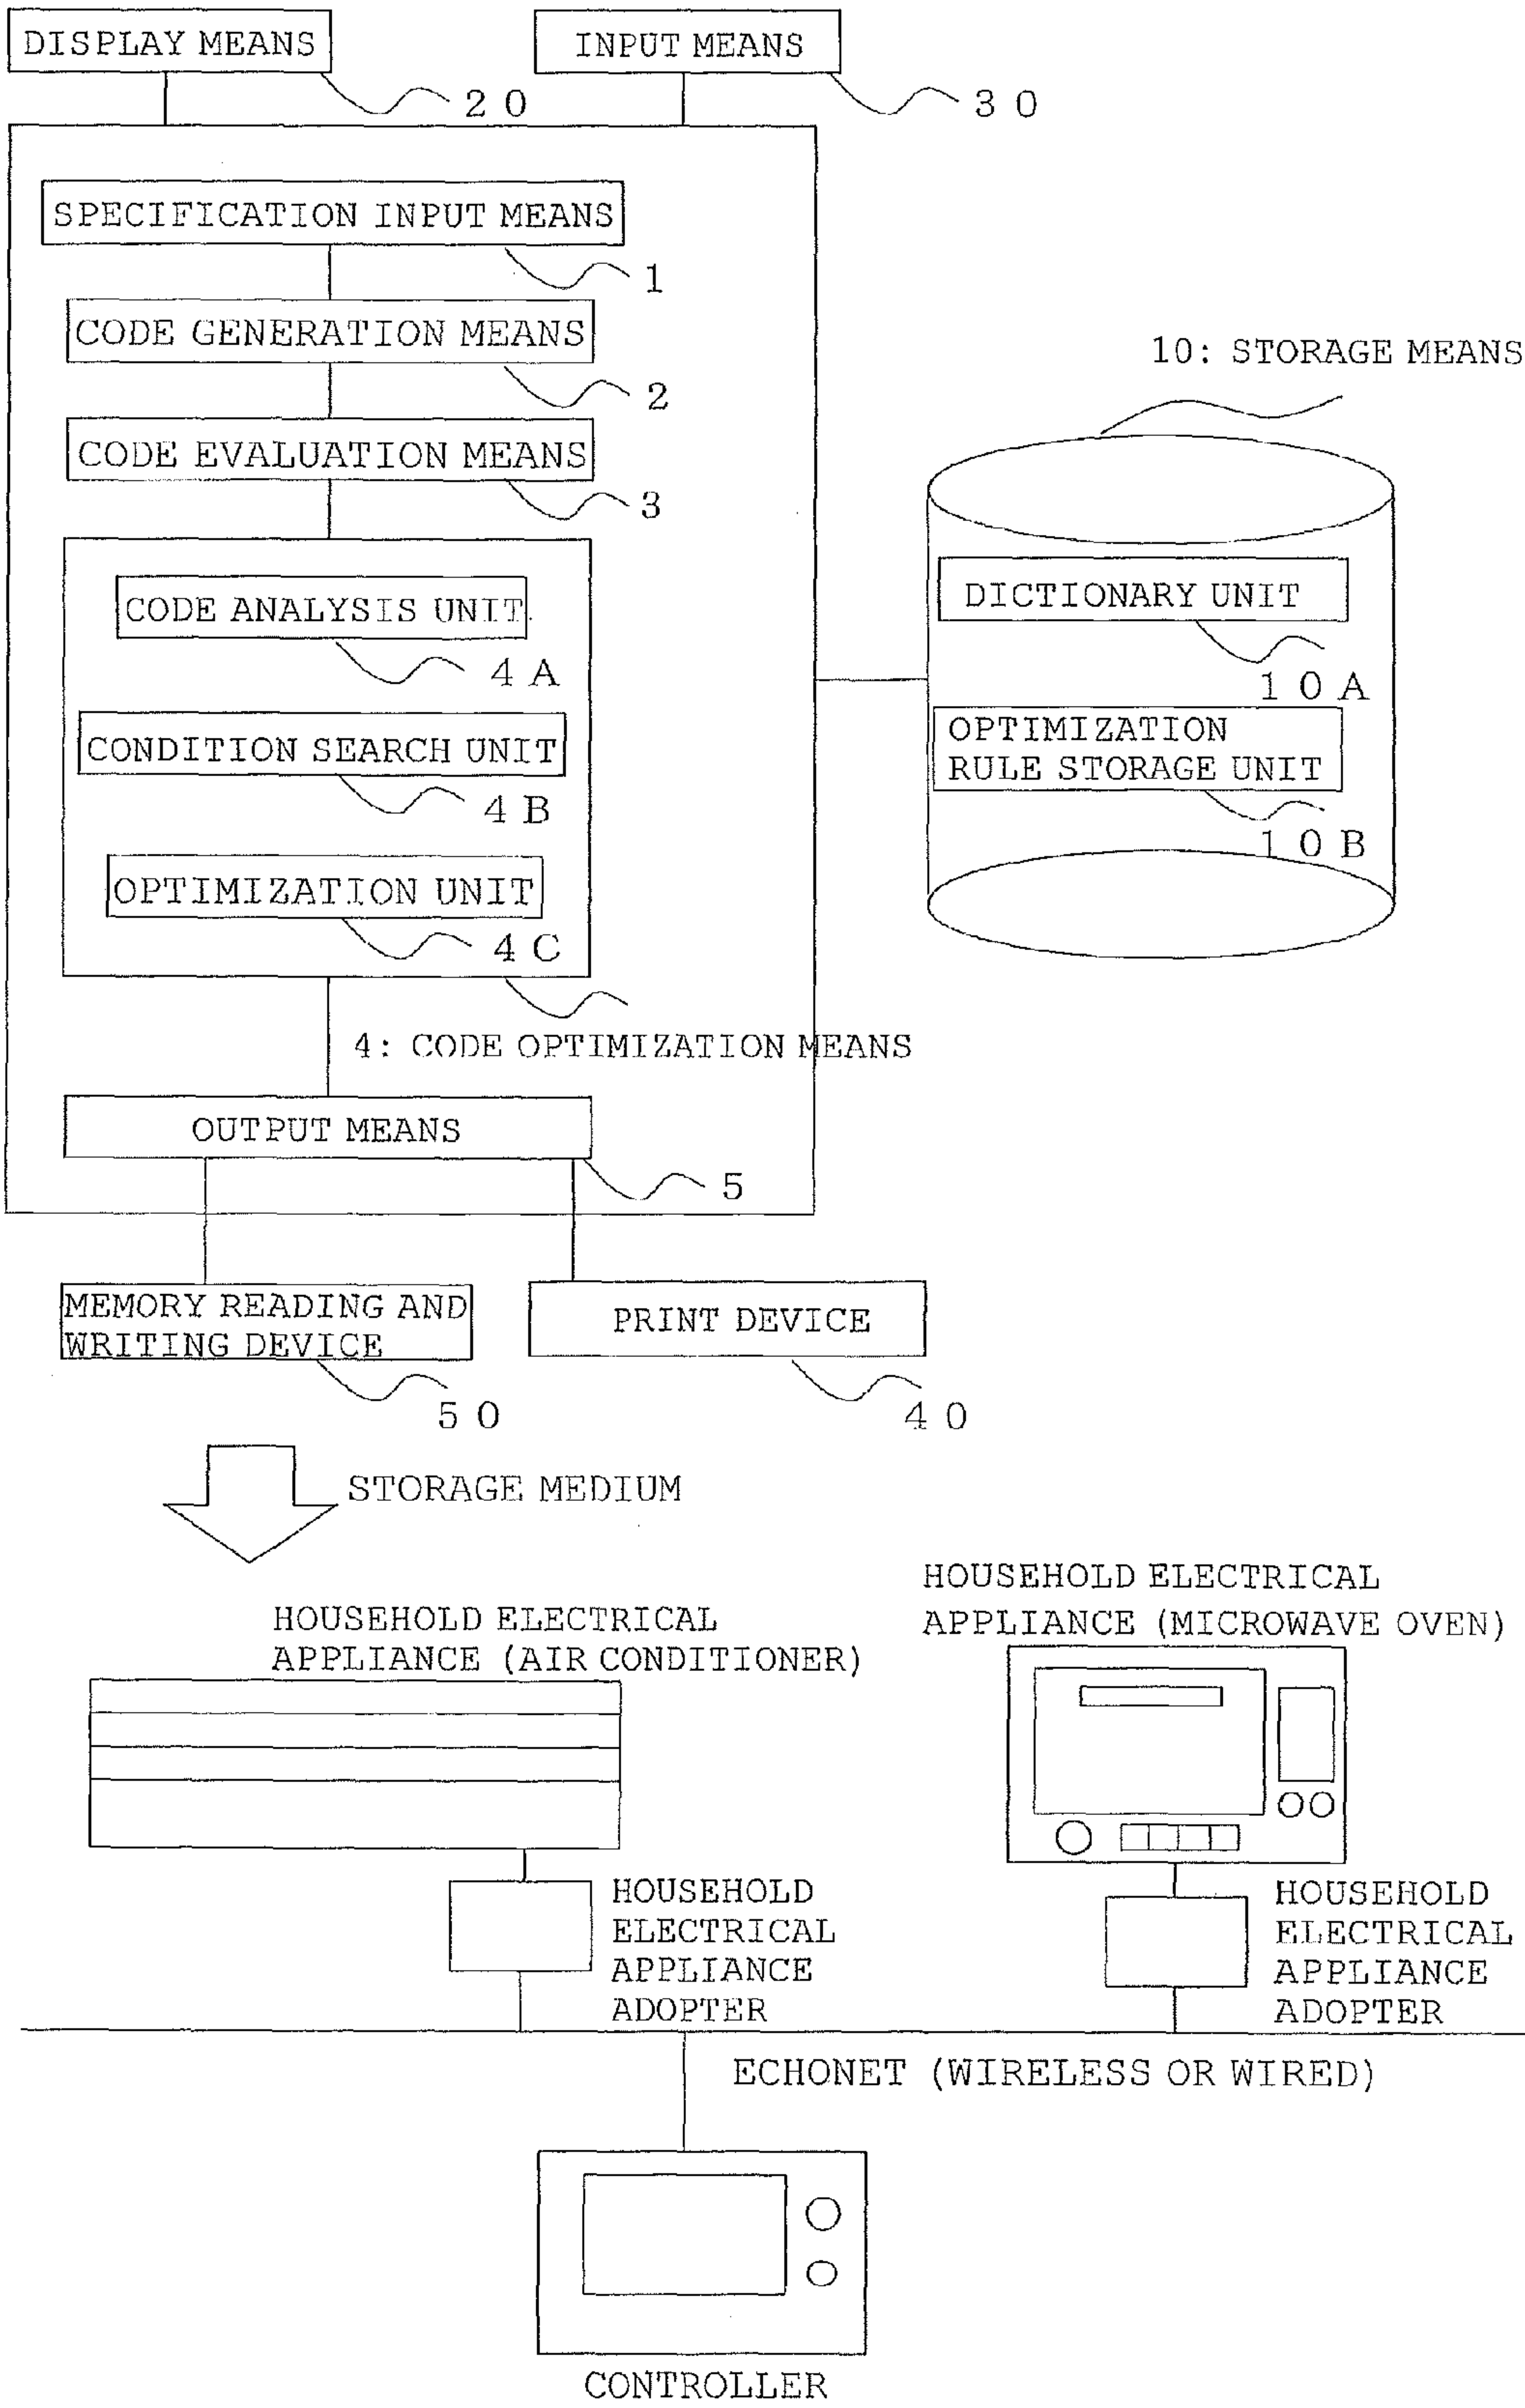 DISPLAY MEANS
INPUT MEANS
20
30
SPECIFICATION INPUT MEANS
1
CODE GENERATION MEANS
2
CODE EVALUATION MEANS
3
CODE ANALYSIS UNIT
4A
CONDITION SEARCH UNIT
4B
OPTIMIZATION UNIT
4C
4: CODE OPTIMIZATION MEANS
OUTPUT MEANS
5
10: STORAGE MEANS
DICTIONARY UNIT
10A
OPTIMIZATION
RULE STORAGE UNIT
10B
MEMORY READING AND
WRITING DEVICE
50
PRINT DEVICE
40
STORAGE MEDIUM
HOUSEHOLD ELECTRICAL
APPLIANCE (AIR CONDITIONER)
HOUSEHOLD ELECTRICAL
APPLIANCE (MICROWAVE OVEN)
HOUSEHOLD
ELECTRICAL
APPLIANCE
ADOPTER
HOUSEHOLD
ELECTRICAL
APPLIANCE
ADOPTER
ECHONET (WIRELESS OR WIRED)
CONTROLLER